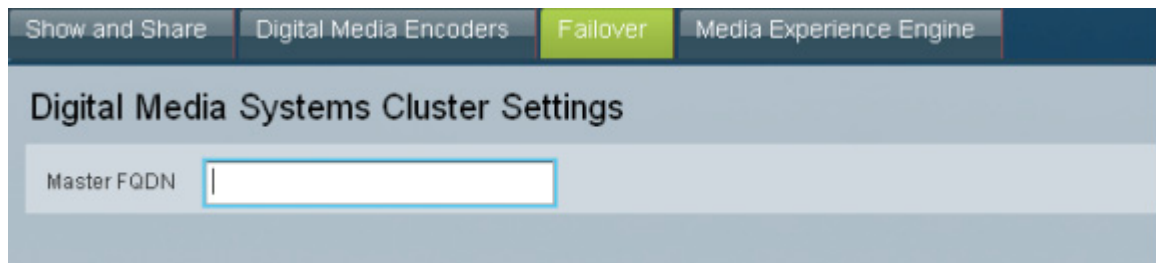 Show and Share Digital Media Encoders Failover Media Experience Engine
Digital Media Systems Cluster Settings
Master FQDN